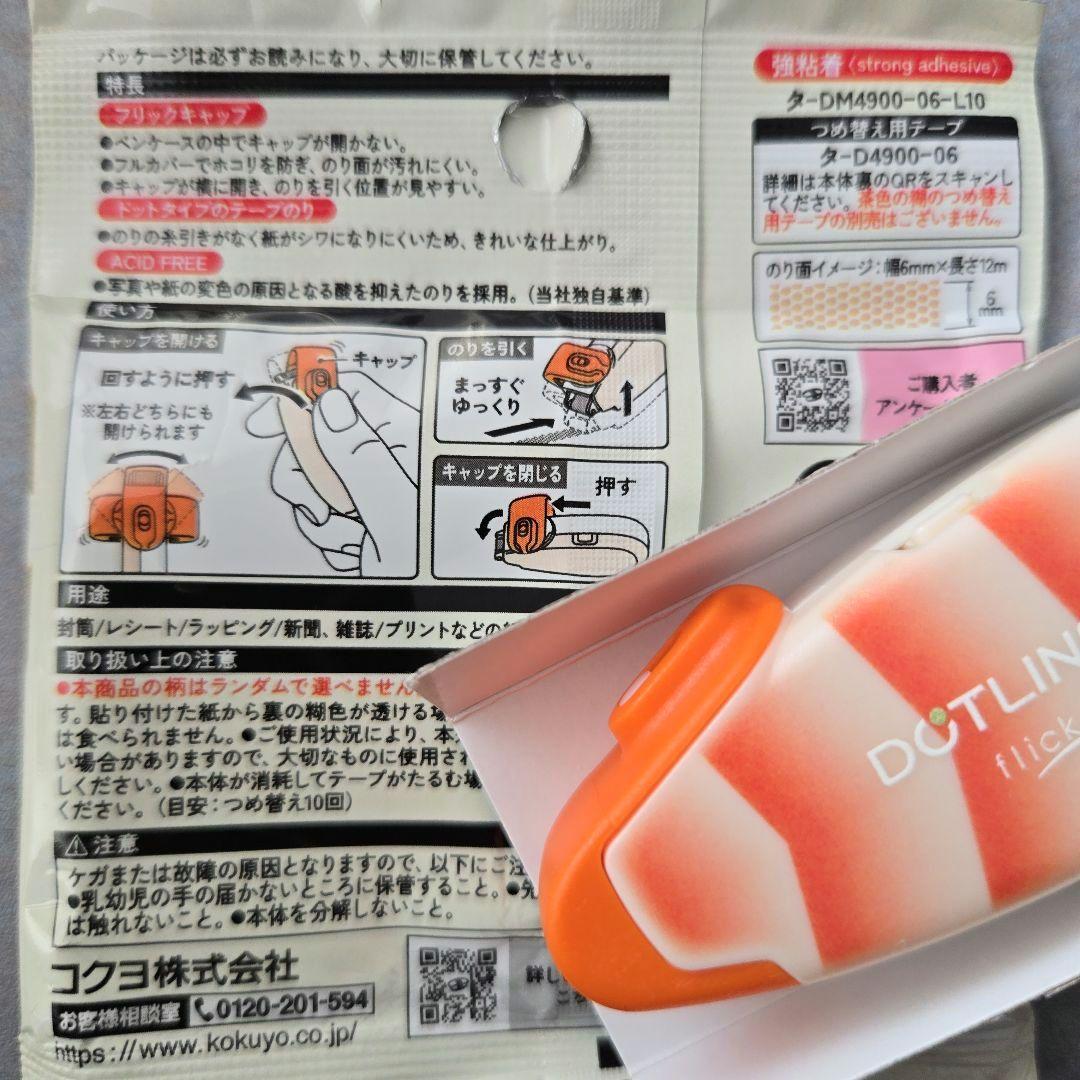 パッケージは必ずお読みになり、大切に保管してください。
特長
フリックキャップ
●ペンケースの中でキャップが開かない。
●フルカバーでホコリを防ぎ、のり面が汚れにくい。
●キャップが横に開き、のりを引く位置が見やすい。
ドットタイプのテープのり
●のりの糸引きがなく紙がシワになりにくいため、きれいな仕上がり。
ACID FREE
●写真や紙の変色の原因となる酸を抑えたのりを採用。(当社独自基準)
使い方
キャップを開ける
キャップ
回すように押す
※左右どちらにも
開けられます
のりを引く
まっすぐ
ゆっくり
キャップを閉じる
押す
用途
封筒/レシート/ラッピング/新聞、雑誌/プリントなどの
取り扱い上の注意
●本商品の柄はランダムで選べません
す。貼り付けた紙から裏の糊色が透ける場
は食べられません。●ご使用状況により、本
い場合がありますので、大切なものに使用され
しください。●本体が消耗してテープがたるむ場
ください。(目安:つめ替え10回)
⚠注意
ケガまたは故障の原因となりますので、以下にご注
●乳幼児の手の届かないところに保管すること。●
は触れないこと。●本体を分解しないこと。
コクヨ株式会社
お客様相談室 0120-201-594
https://www.kokuyo.co.jp/
詳し
強粘着〈strong adhesive〉
タ-DM4900-06-L10
つめ替え用テープ
タ-D4900-06
詳細は本体裏のQRをスキャンし
てください。茶色の糊のつめ替え
用テープの別売はございません。
のり面イメージ:幅6mm×長さ12m
6
mm
ご購入者
アンケー
DOTLIN
flick